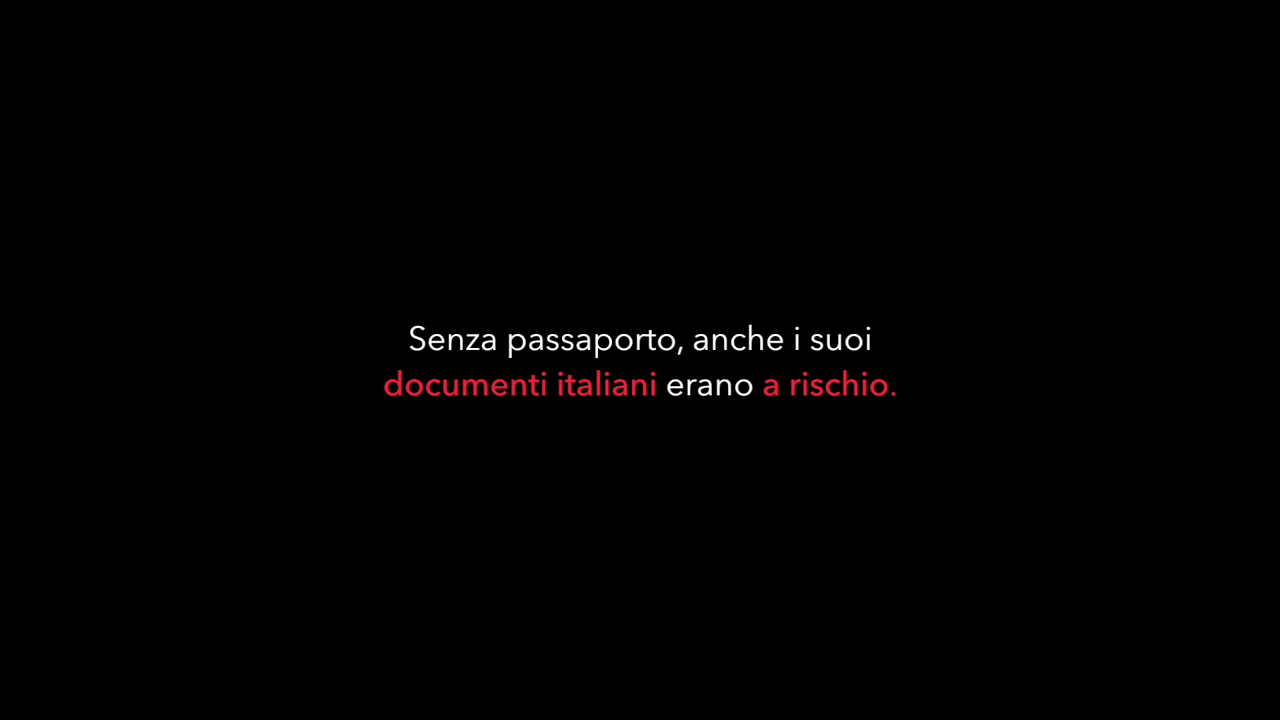 Senza passaporto, anche i suoi
documenti italiani erano a rischio.